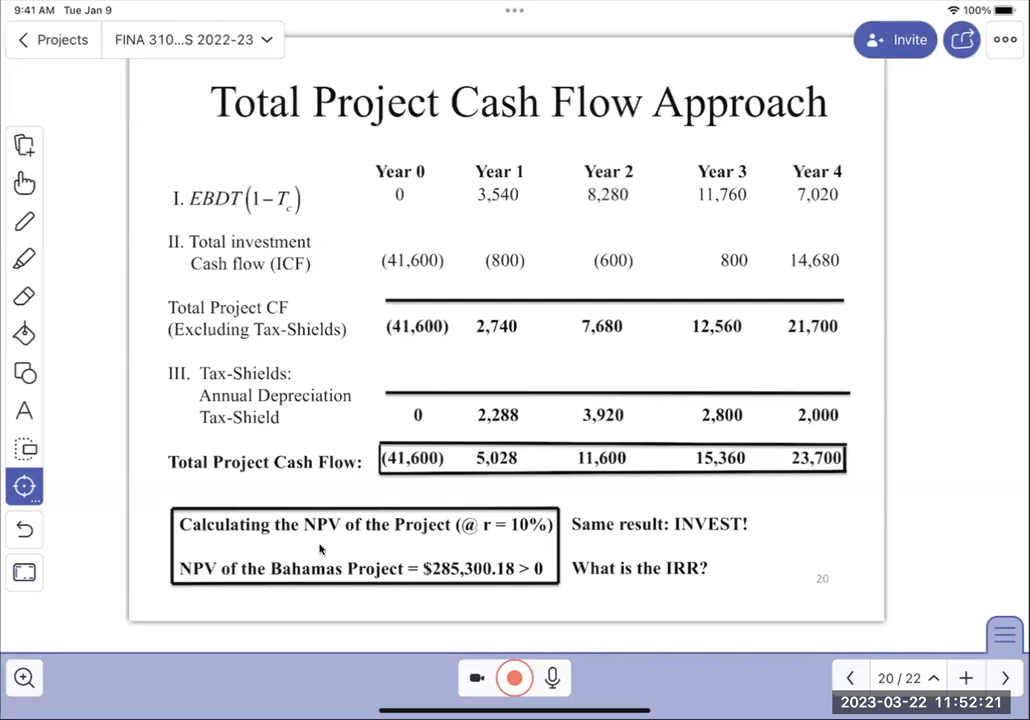 9:41 AM Tue Jan 9
100%
Projects
FINA 310...S 2022-23
Invite
Total Project Cash Flow Approach
Year 0 Year 1 Year 2 Year 3 Year 4
I. EBDT(1−Tc) 0 3,540 8,280 11,760 7,020
II. Total investment
Cash flow (ICF) (41,600) (800) (600) 800 14,680
Total Project CF
(Excluding Tax-Shields) (41,600) 2,740 7,680 12,560 21,700
III. Tax-Shields:
Annual Depreciation
Tax-Shield 0 2,288 3,920 2,800 2,000
Total Project Cash Flow: (41,600) 5,028 11,600 15,360 23,700
Calculating the NPV of the Project (@ r = 10%) Same result: INVEST!
NPV of the Bahamas Project = $285,300.18 > 0 What is the IRR?
20
A
20 / 22
2023-03-22 11:52:21